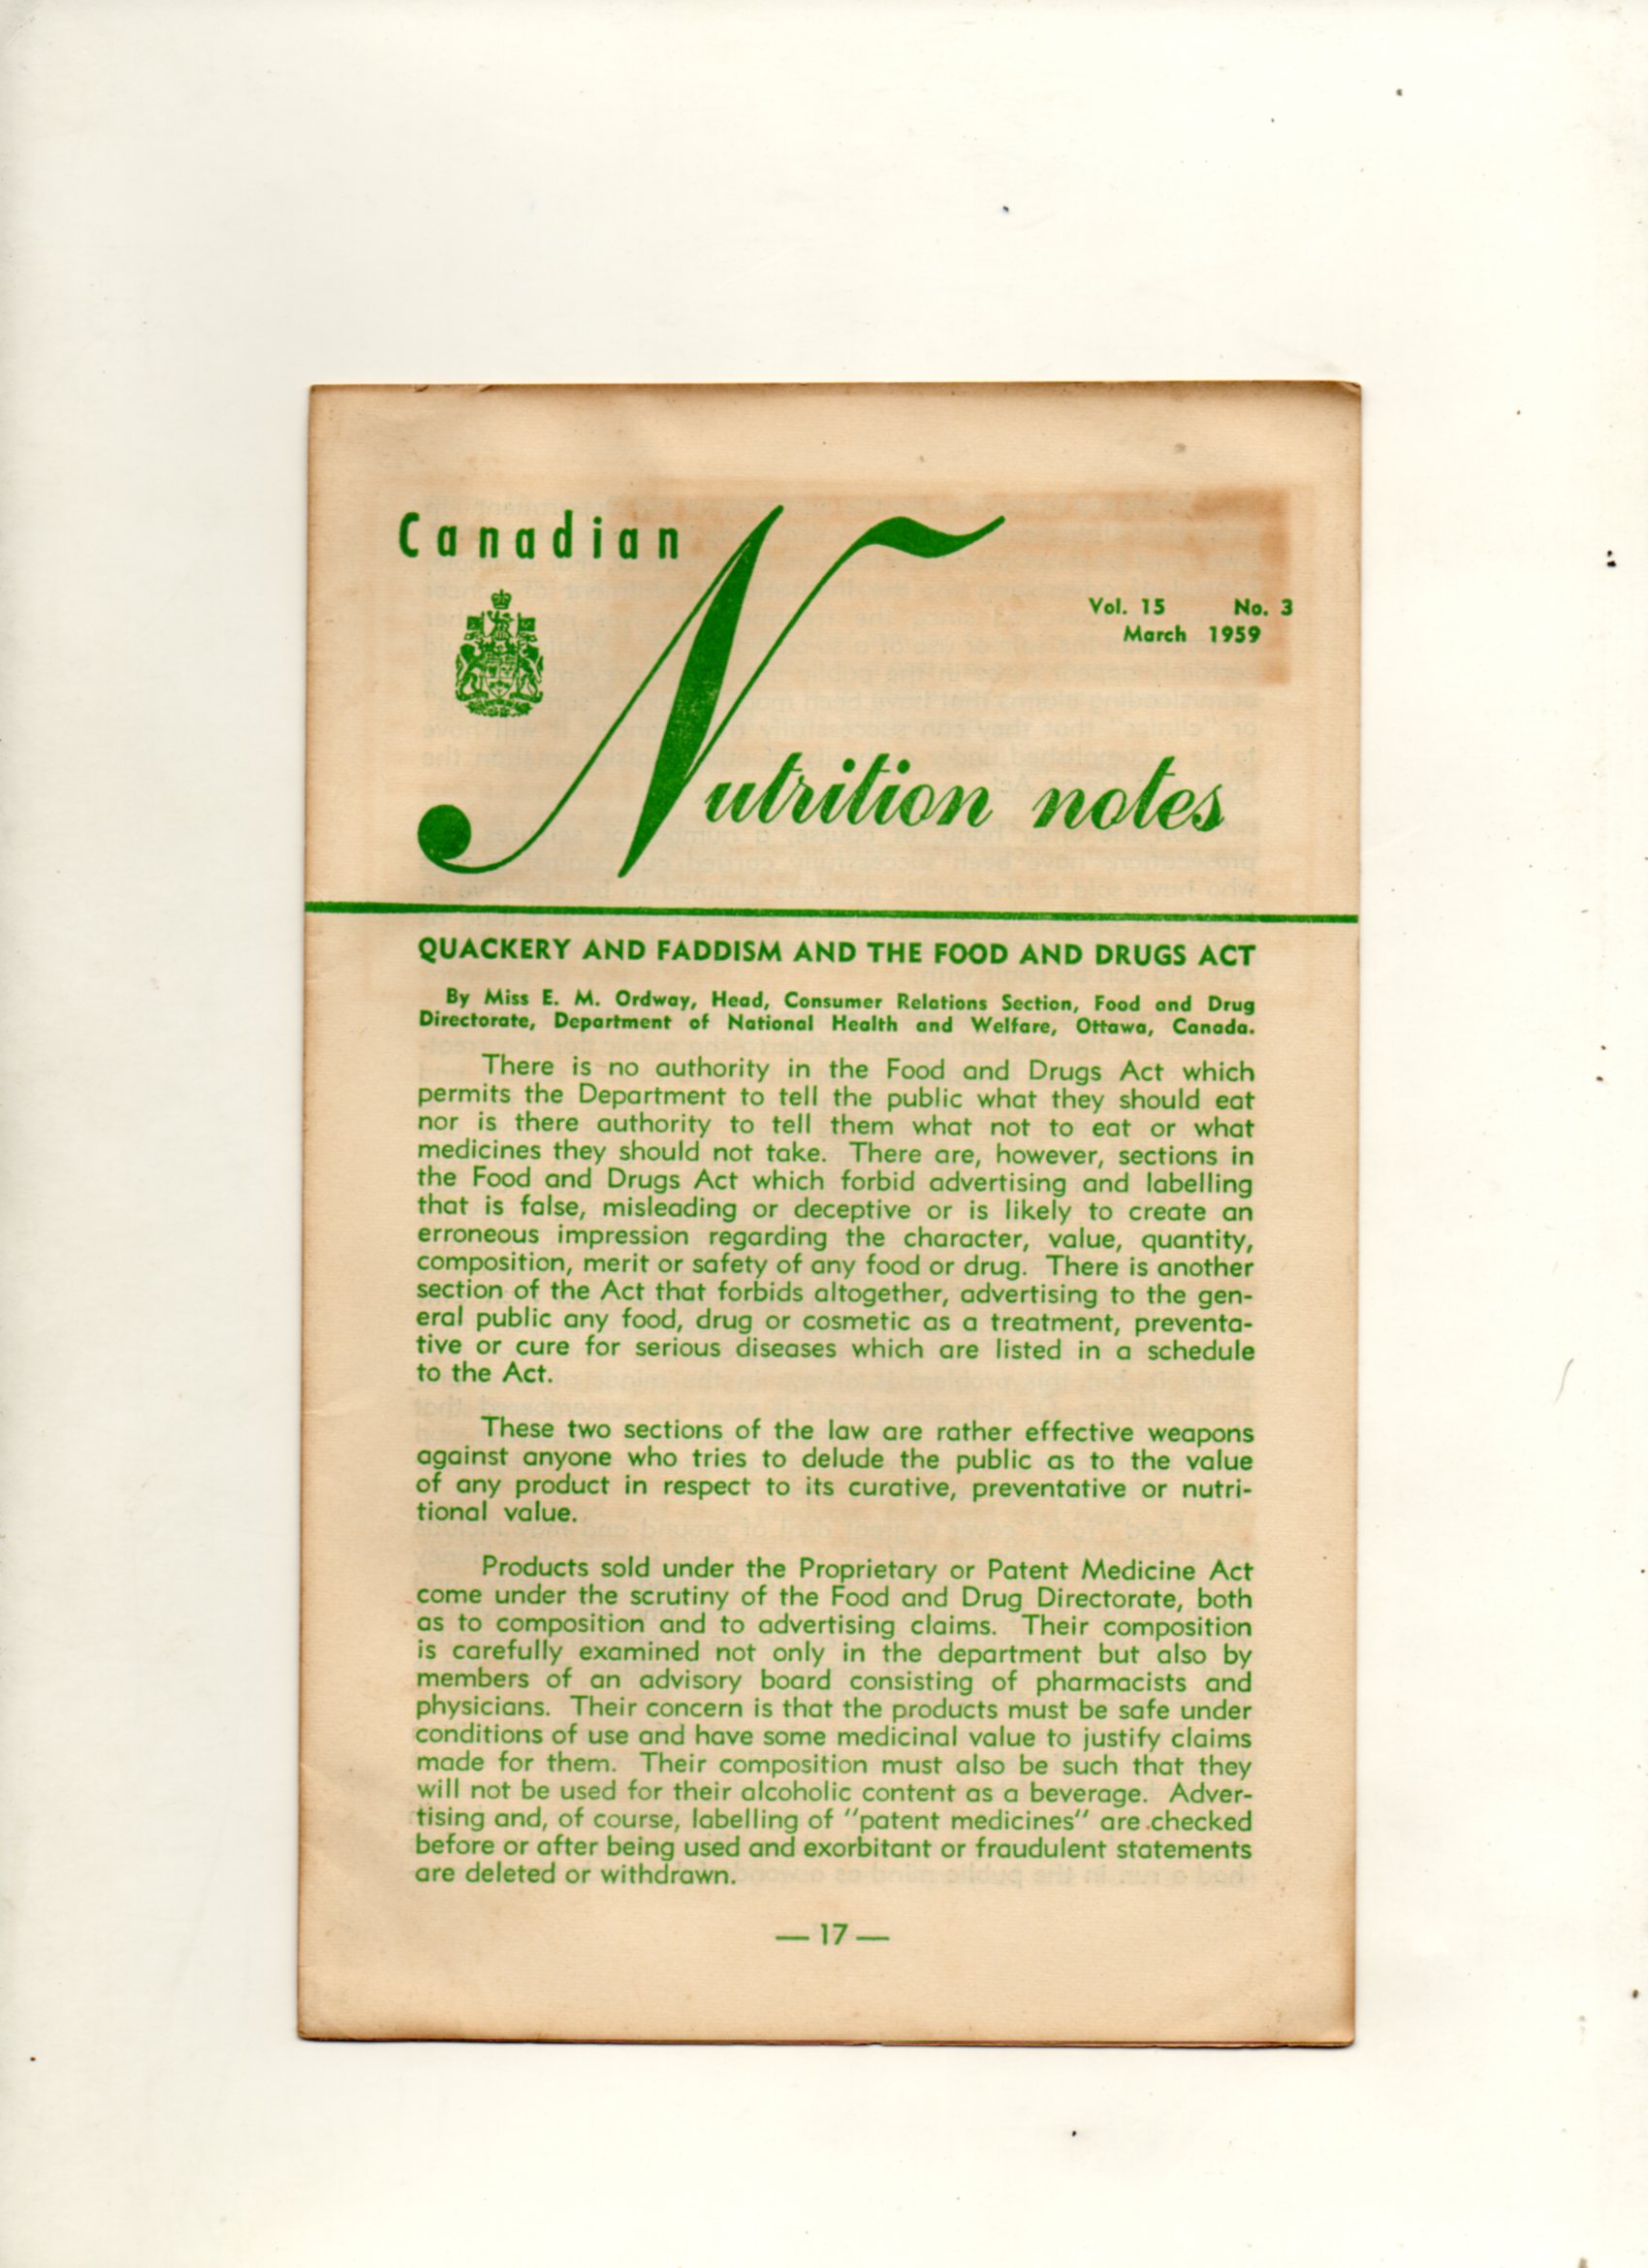 Canadian
Nutrition notes
Vol. 15 No. 3
March 1959
QUACKERY AND FADDISM AND THE FOOD AND DRUGS ACT
By Miss E. M. Ordway, Head, Consumer Relations Section, Food and Drug
Directorate, Department of National Health and Welfare, Ottawa, Canada.
There is no authority in the Food and Drugs Act which
permits the Department to tell the public what they should eat
nor is there authority to tell them what not to eat or what
medicines they should not take. There are, however, sections in
the Food and Drugs Act which forbid advertising and labelling
that is false, misleading or deceptive or is likely to create an
erroneous impression regarding the character, value, quantity,
composition, merit or safety of any food or drug. There is another
section of the Act that forbids altogether, advertising to the gen-
eral public any food, drug or cosmetic as a treatment, preventa-
tive or cure for serious diseases which are listed in a schedule
to the Act.
These two sections of the law are rather effective weapons
against anyone who tries to delude the public as to the value
of any product in respect to its curative, preventative or nutri-
tional value.
Products sold under the Proprietary or Patent Medicine Act
come under the scrutiny of the Food and Drug Directorate, both
as to composition and to advertising claims. Their composition
is carefully examined not only in the department but also by
members of an advisory board consisting of pharmacists and
physicians. Their concern is that the products must be safe under
conditions of use and have some medicinal value to justify claims
made for them. Their composition must also be such that they
will not be used for their alcoholic content as a beverage. Adver-
tising and, of course, labelling of "patent medicines" are checked
before or after being used and exorbitant or fraudulent statements
are deleted or withdrawn.
— 17 —